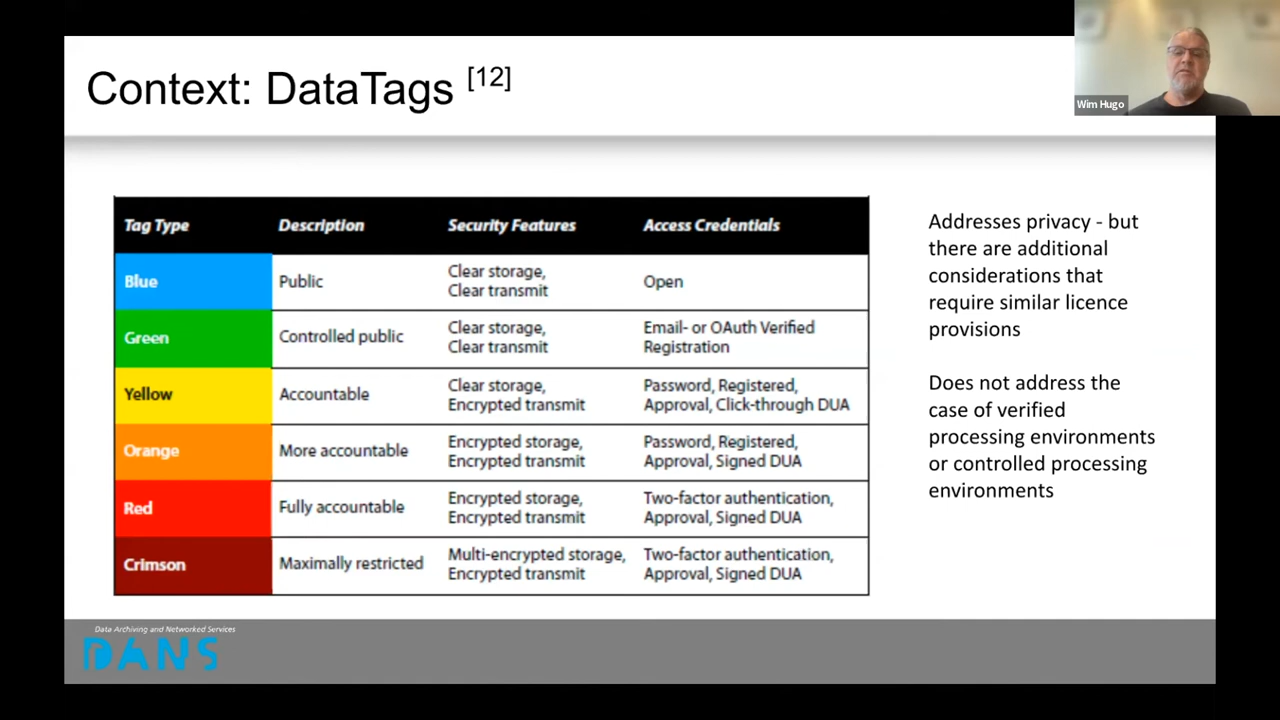 Context: DataTags [12]
Wim Hugo
Tag Type Description Security Features Access Credentials
Blue Public Clear storage, Clear transmit Open
Green Controlled public Clear storage, Clear transmit Email- or OAuth Verified Registration
Yellow Accountable Clear storage, Encrypted transmit Password, Registered, Approval, Click-through DUA
Orange More accountable Encrypted storage, Encrypted transmit Password, Registered, Approval, Signed DUA
Red Fully accountable Encrypted storage, Encrypted transmit Two-factor authentication, Approval, Signed DUA
Crimson Maximally restricted Multi-encrypted storage, Encrypted transmit Two-factor authentication, Approval, Signed DUA
Addresses privacy - but
there are additional
considerations that
require similar licence
provisions
Does not address the
case of verified
processing environments
or controlled processing
environments
Data Archiving and Networked Services
DANS